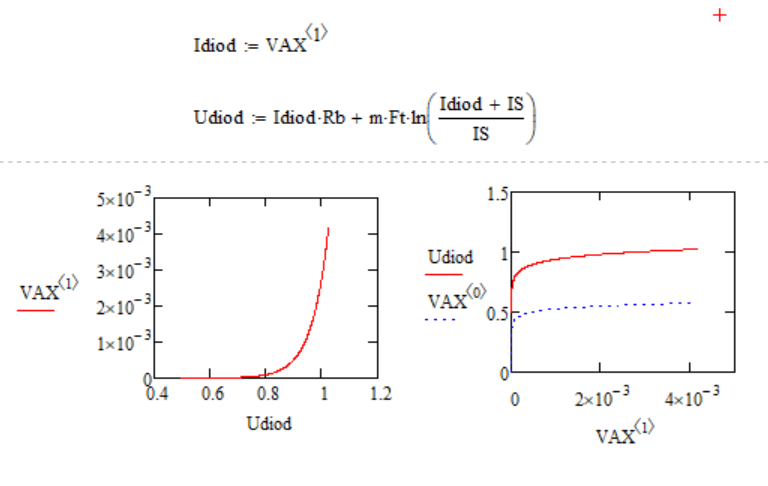 Idiod := VAX⟨1⟩
Udiod := Idiod·Rb + m·Ft·ln(Idiod + IS
IS)
5×10⁻³
4×10⁻³
3×10⁻³
2×10⁻³
1×10⁻³
0
VAX⟨1⟩
0.4 0.6 0.8 1 1.2
Udiod
1.5
1
0.5
0
Udiod
VAX⟨0⟩
0 2×10⁻³ 4×10⁻³
VAX⟨1⟩